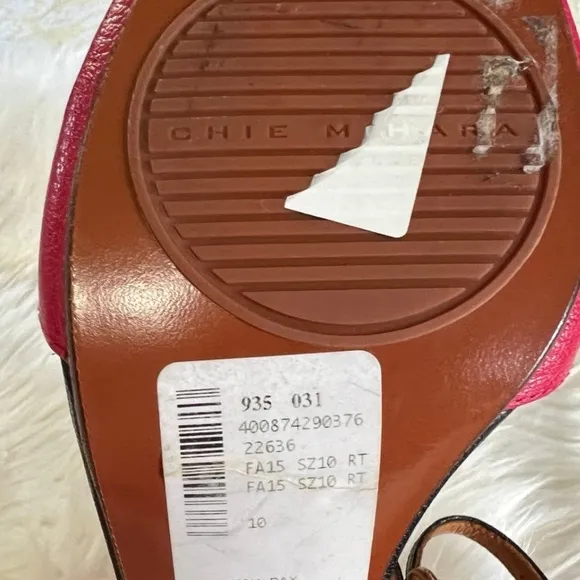 CHIE MIHARA
935 031
400874290376
22636
FA15 SZ10 RT
FA15 SZ10 RT
10